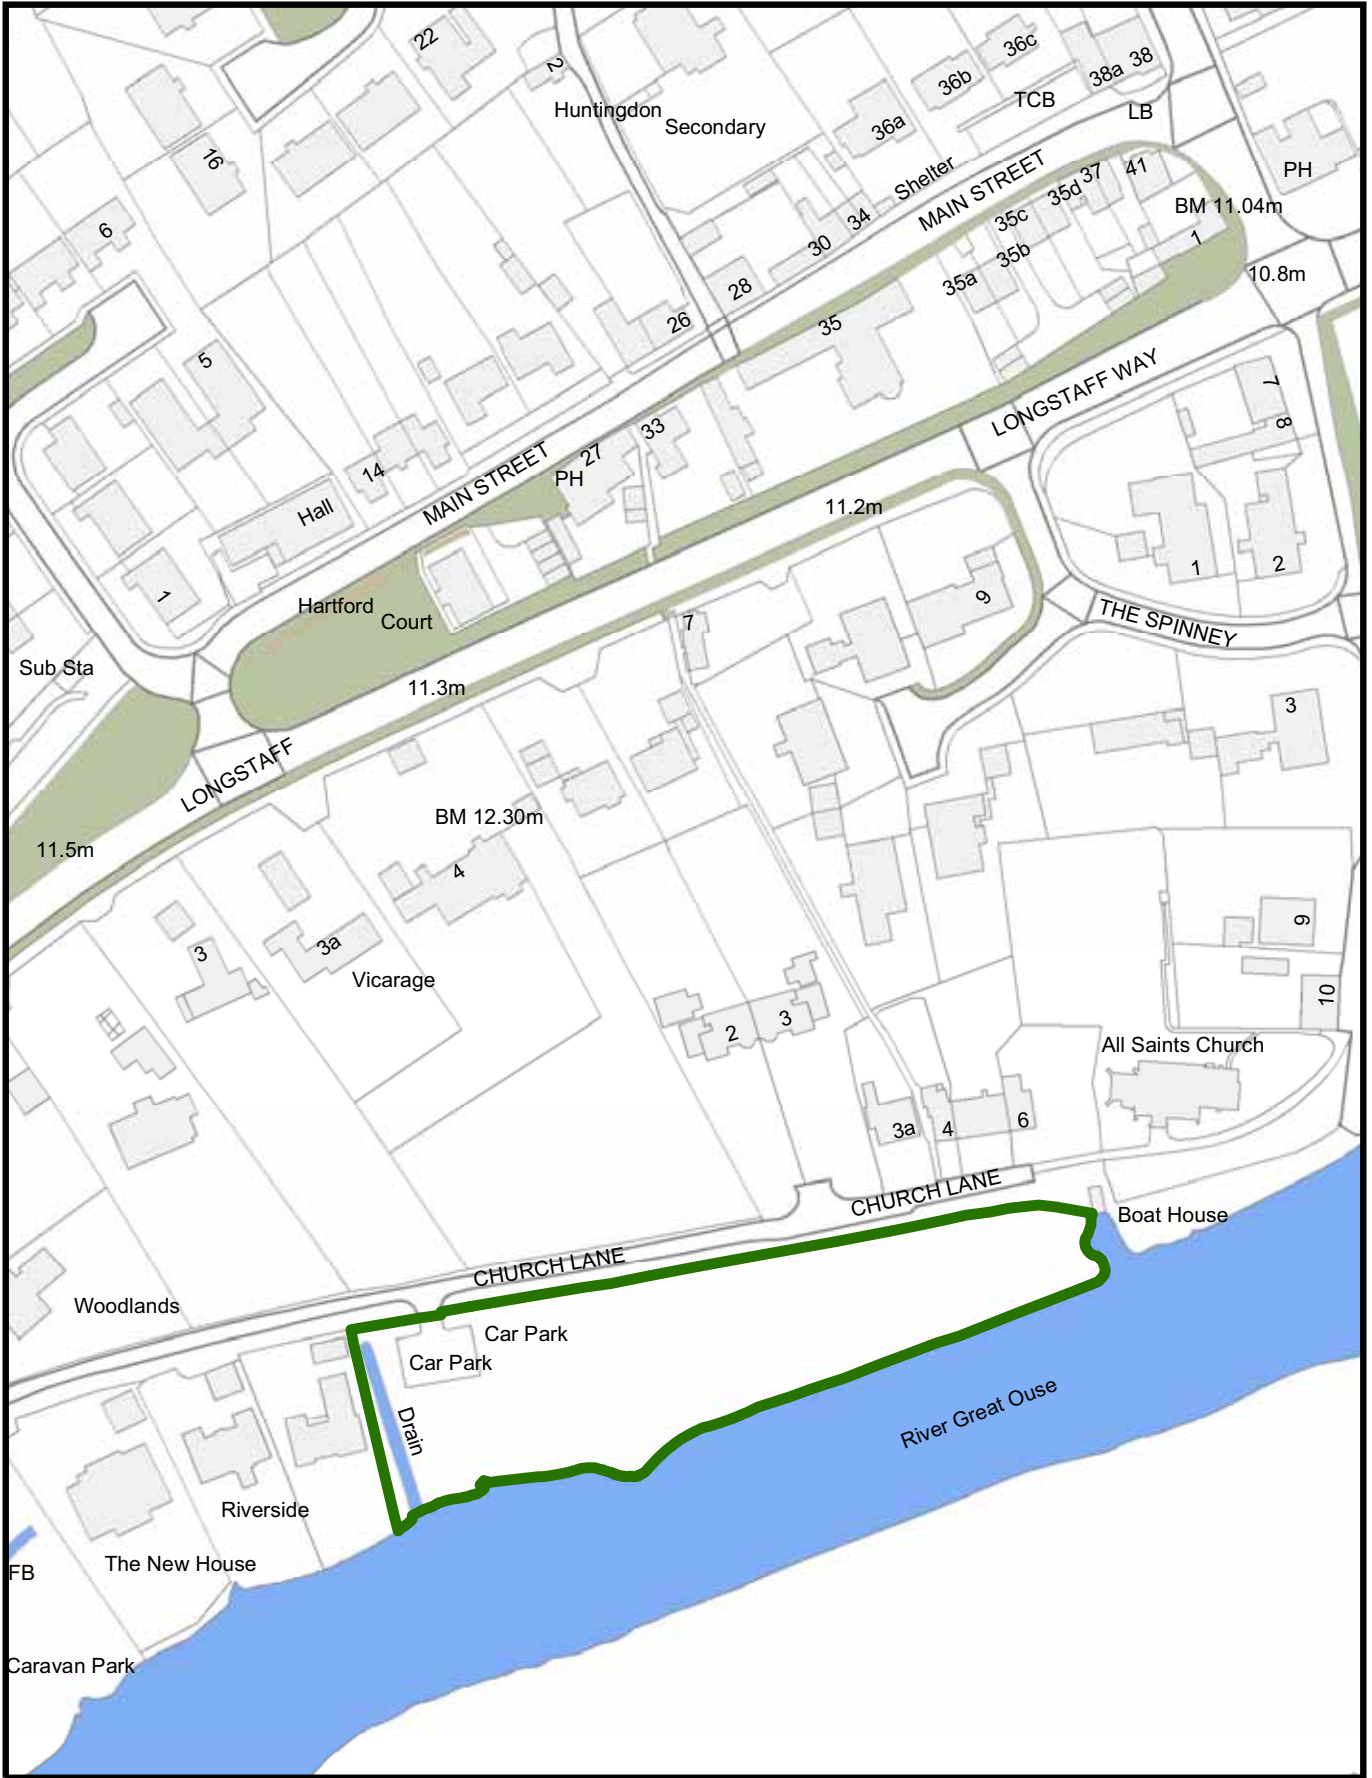 22
2
36c
38
38a
36b
Huntingdon
TCB
LB
Secondary
36a
16
PH
Shelter
MAIN STREET
37
41
35d
BM 11.04m
34
35c
6
30
35b
1
10.8m
28
35a
26
35
5
LONGSTAFF WAY
7
8
33
27
14
PH
MAIN STREET
Hall
11.2m
1
2
1
9
Hartford
Court
THE SPINNEY
7
Sub Sta
11.3m
3
LONGSTAFF
BM 12.30m
11.5m
4
9
3
3a
Vicarage
10
2
3
All Saints Church
3a
4
6
CHURCH LANE
Boat House
CHURCH LANE
Woodlands
Car Park
Car Park
River Great Ouse
Drain
Riverside
The New House
FB
Caravan Park